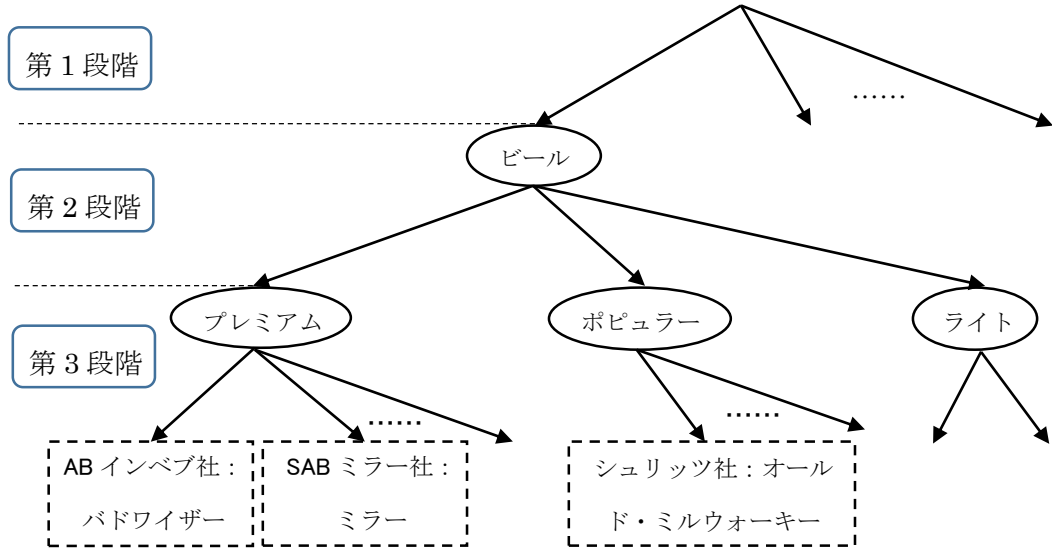 第 1 段階
……
ビール
第 2 段階
プレミアム
ポピュラー
ライト
第 3 段階
……
……
AB インベブ社：
バドワイザー
SAB ミラー社：
ミラー
シュリッツ社：オール
ド・ミルウォーキー